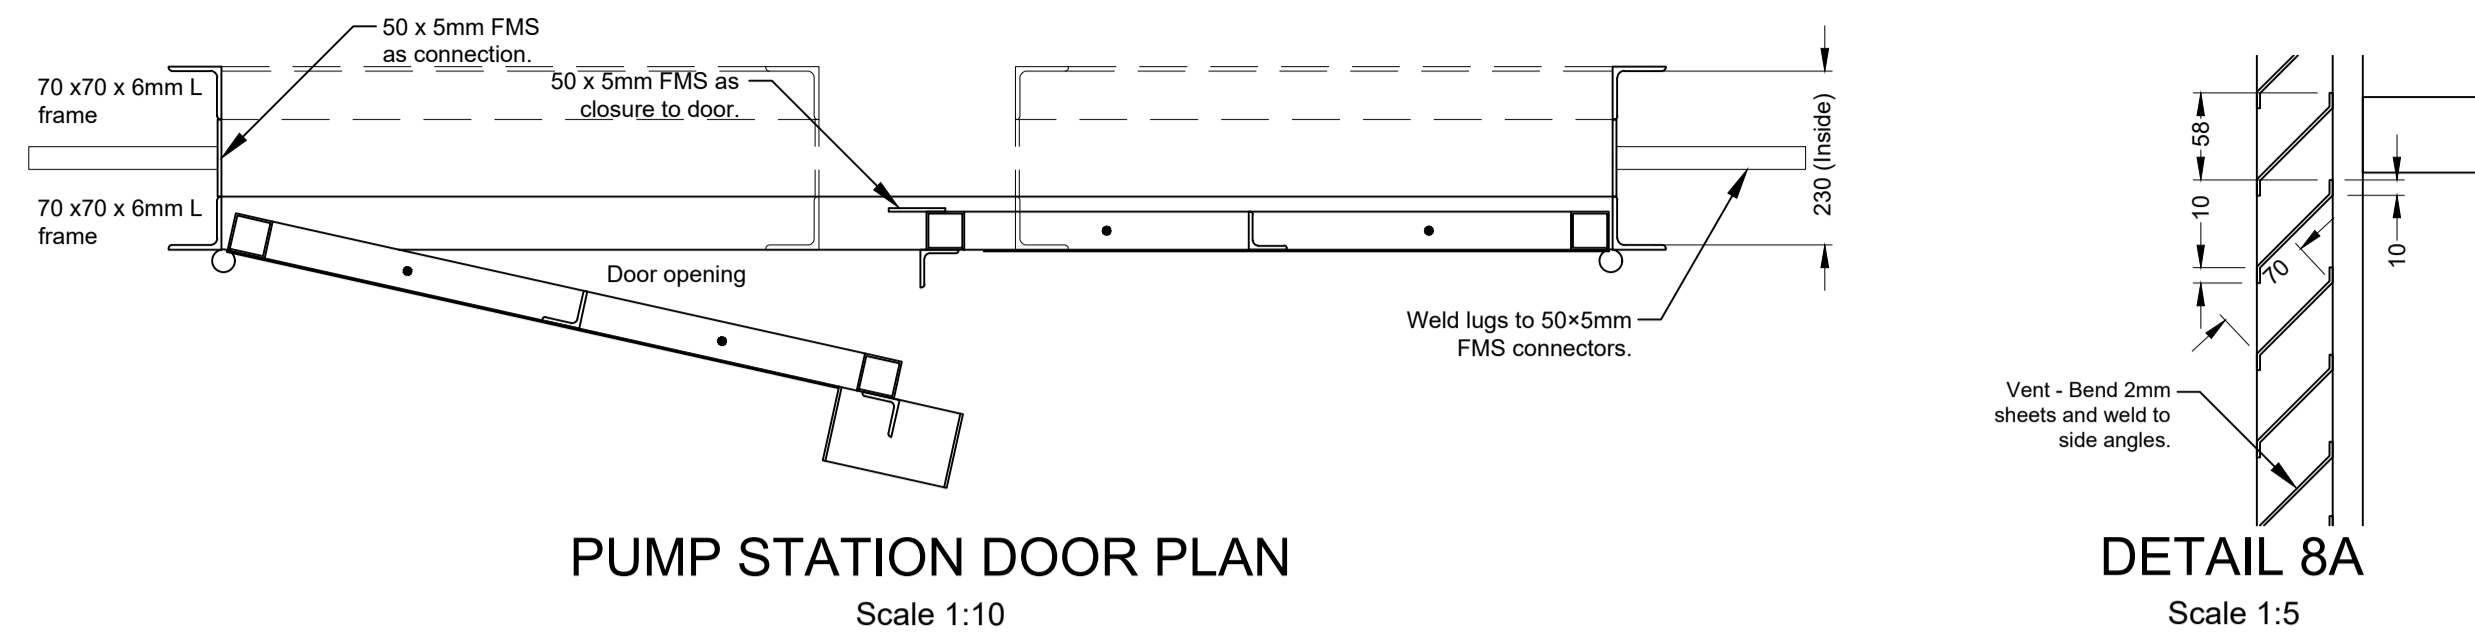 50 x 5mm FMS
as connection.
70 x70 x 6mm L
frame
50 x 5mm FMS as
closure to door.
70 x70 x 6mm L
frame
230 (Inside)
Door opening
Weld lugs to 50×5mm
FMS connectors.
PUMP STATION DOOR PLAN
Scale 1:10
58
10
70
10
Vent - Bend 2mm
sheets and weld to
side angles.
DETAIL 8A
Scale 1:5